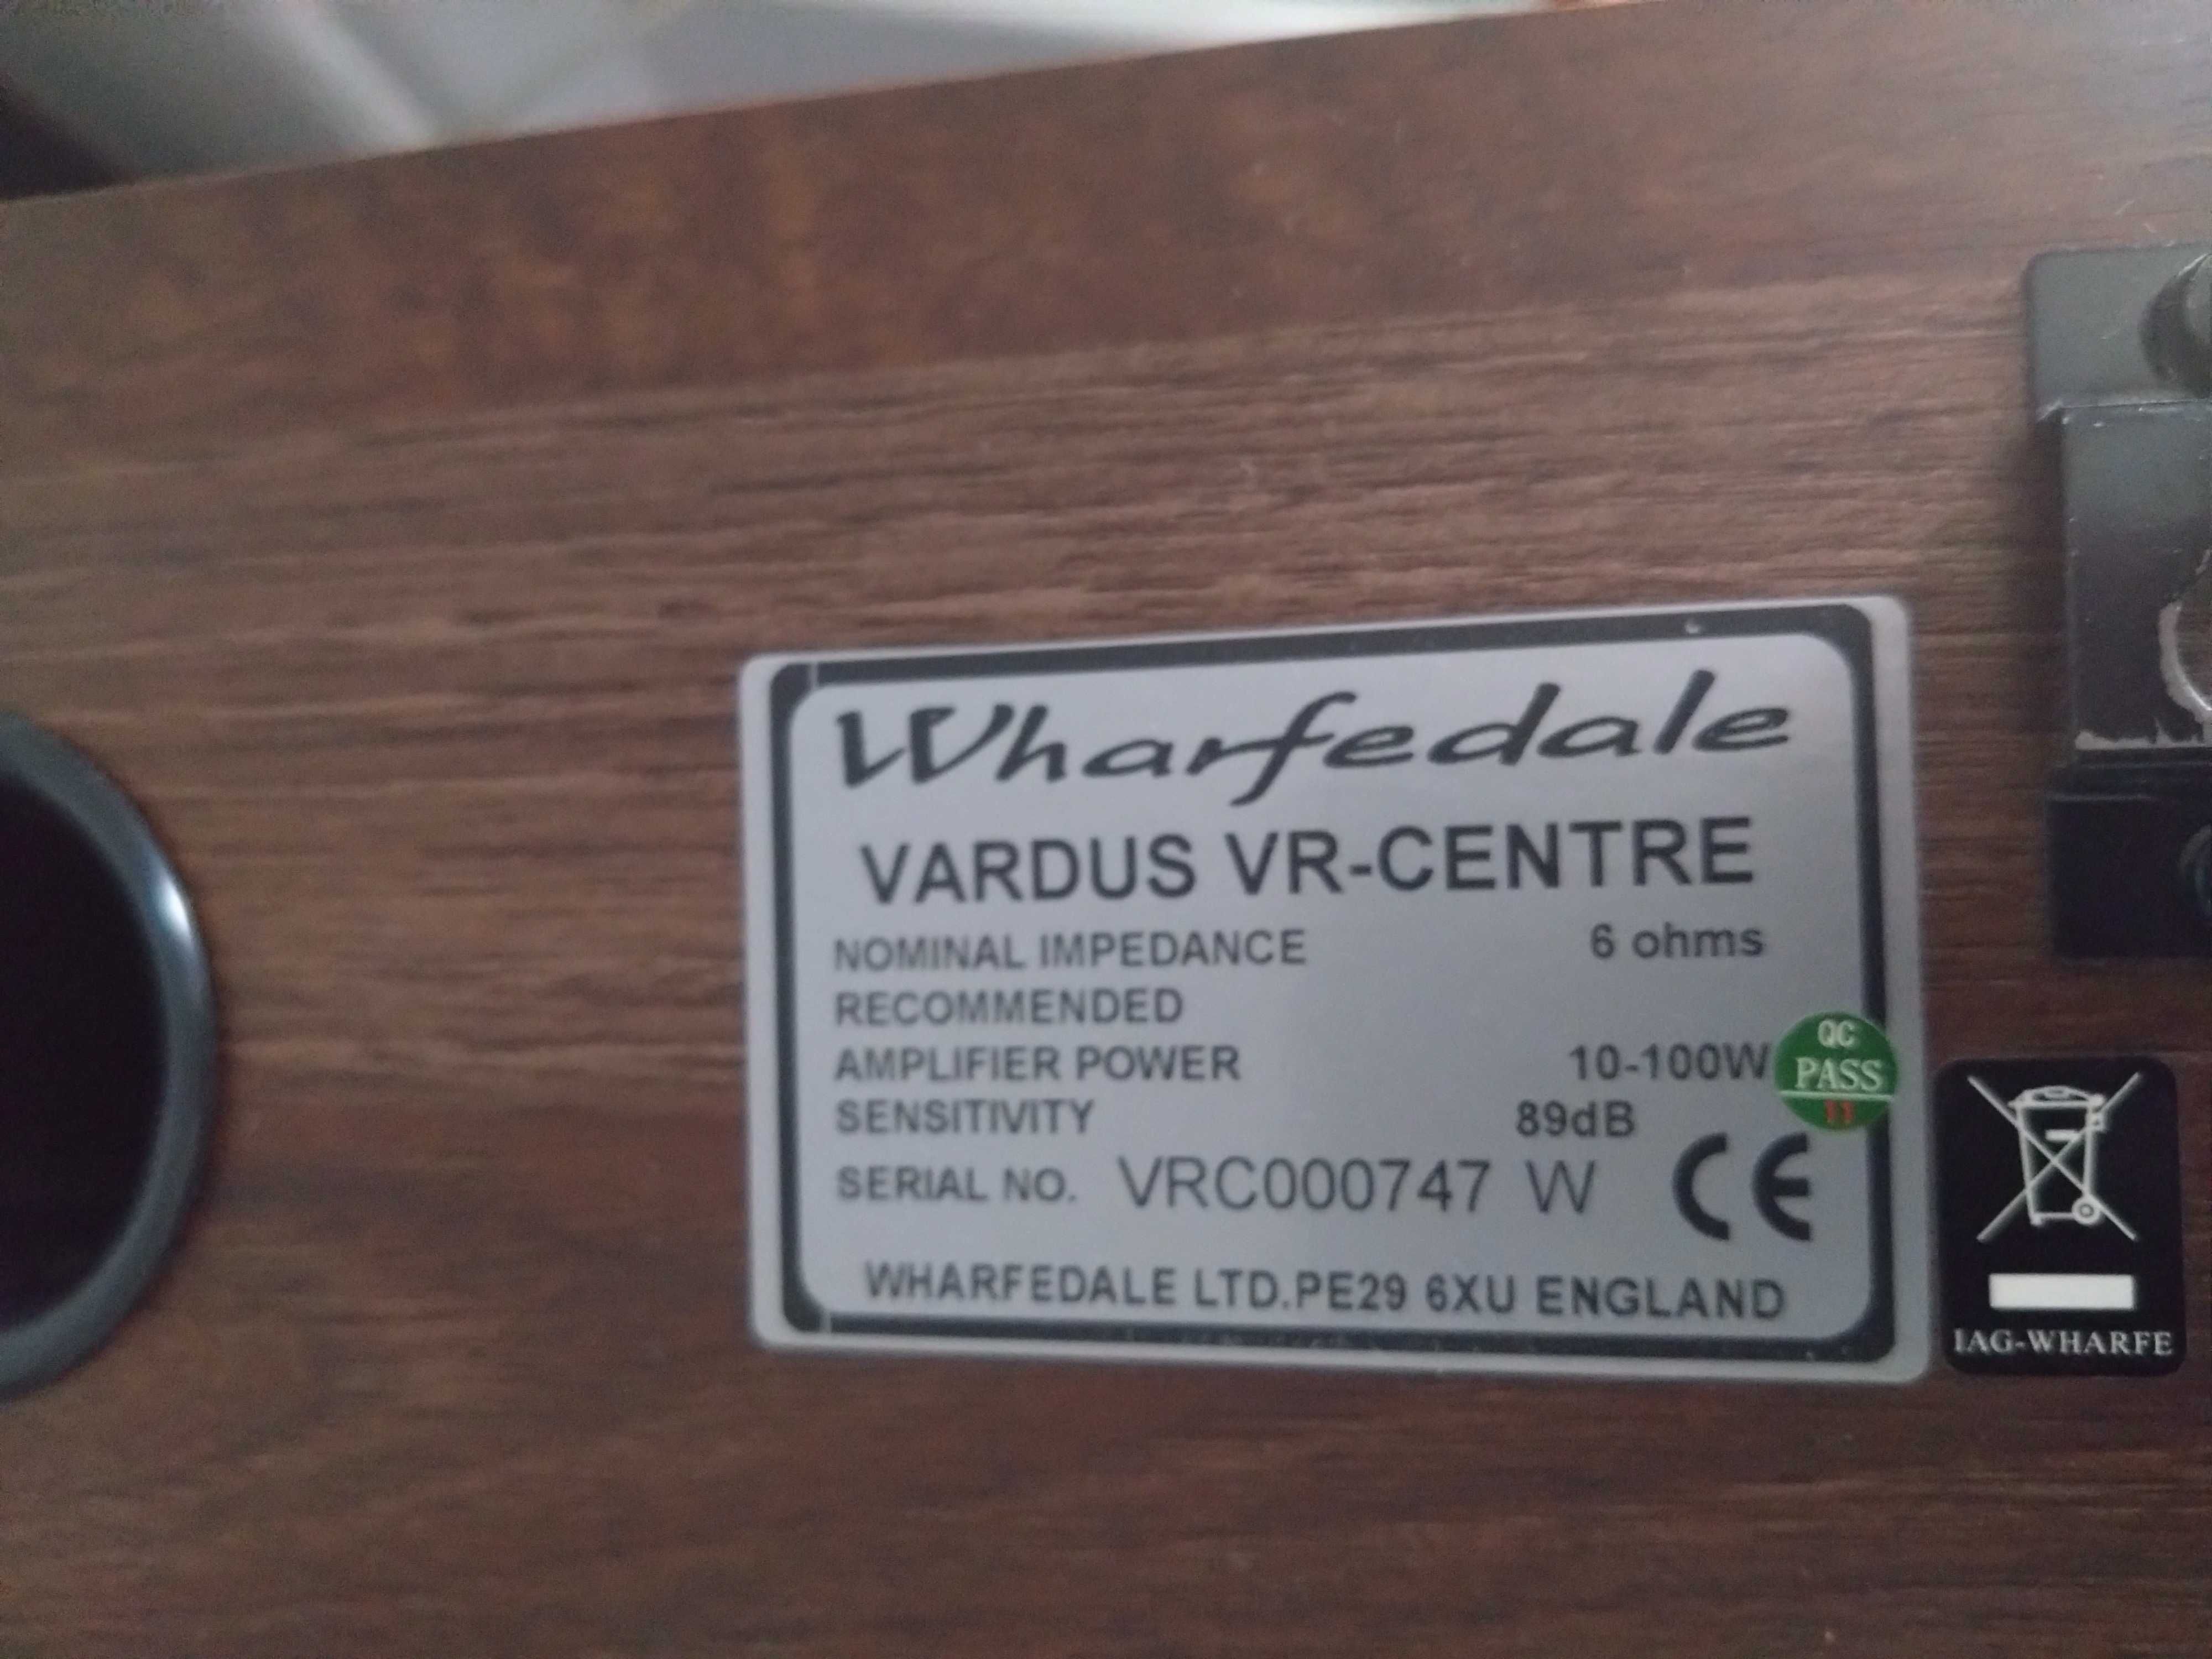 Wharfedale
VARDUS VR-CENTRE
NOMINAL IMPEDANCE 6 ohms
RECOMMENDED
AMPLIFIER POWER 10-100W
SENSITIVITY 89dB
SERIAL NO. VRC000747 W CE
WHARFEDALE LTD.PE29 6XU ENGLAND
QC
PASS
11
IAG-WHARFE